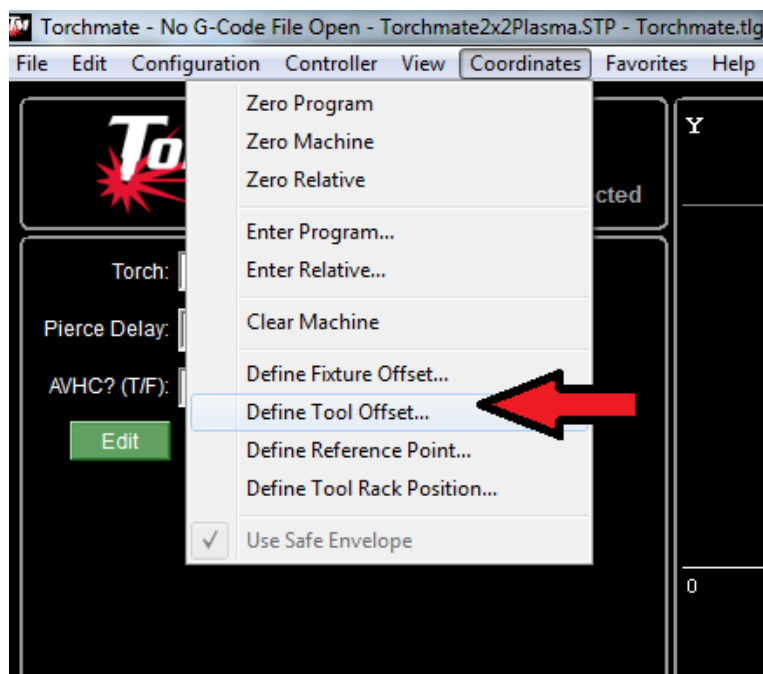 Torchmate - No G-Code File Open - Torchmate2x2Plasma.STP - Torchmate.tlg
File Edit Configuration Controller View Coordinates Favorites Help
Zero Program
Zero Machine
Zero Relative
Enter Program...
Enter Relative...
Clear Machine
Define Fixture Offset...
Define Tool Offset...
Define Reference Point...
Define Tool Rack Position...
Use Safe Envelope
To
cted
Torch:
Pierce Delay:
AVHC? (T/F):
Edit
Y
0